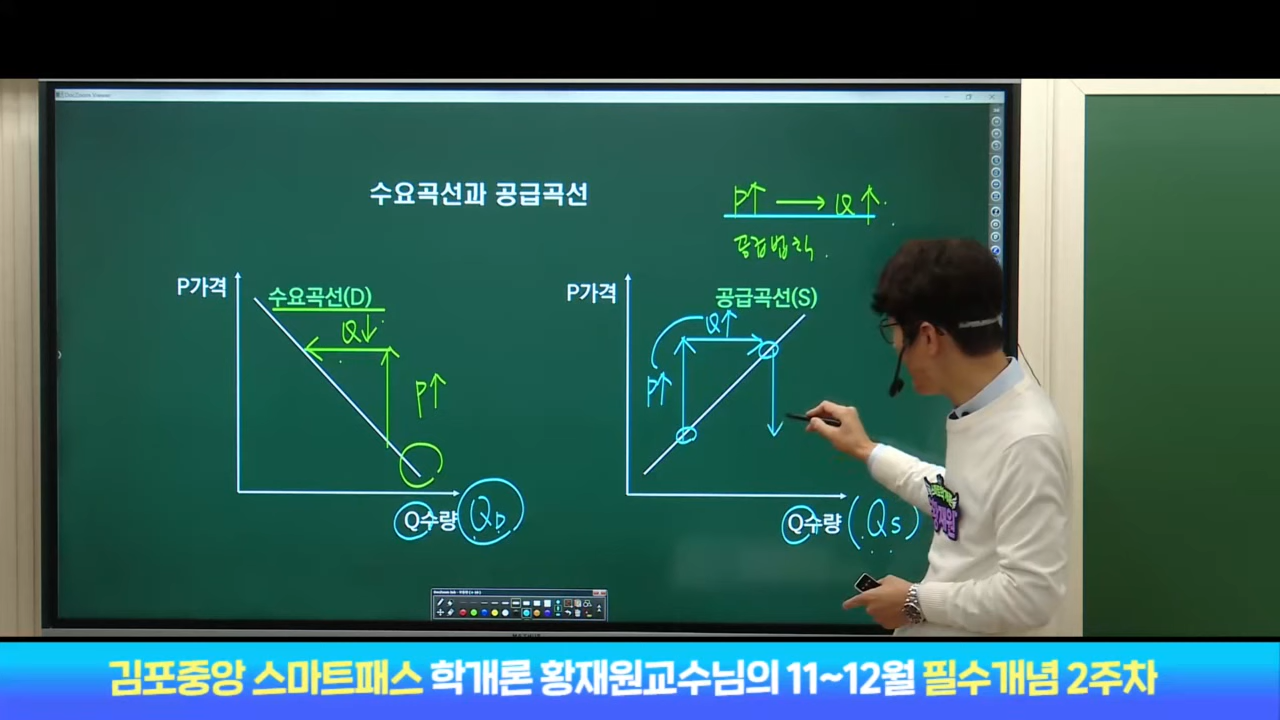 수요곡선과 공급곡선
P↑ → Q↑
공급법칙.
P가격
수요곡선(D)
Q↓
P↑
Q수량
QD
P가격
공급곡선(S)
Q↑
P↑
Q수량 (QS)
황재원
김포중앙 스마트패스 학개론 황재원교수님의 11~12월 필수개념 2주차